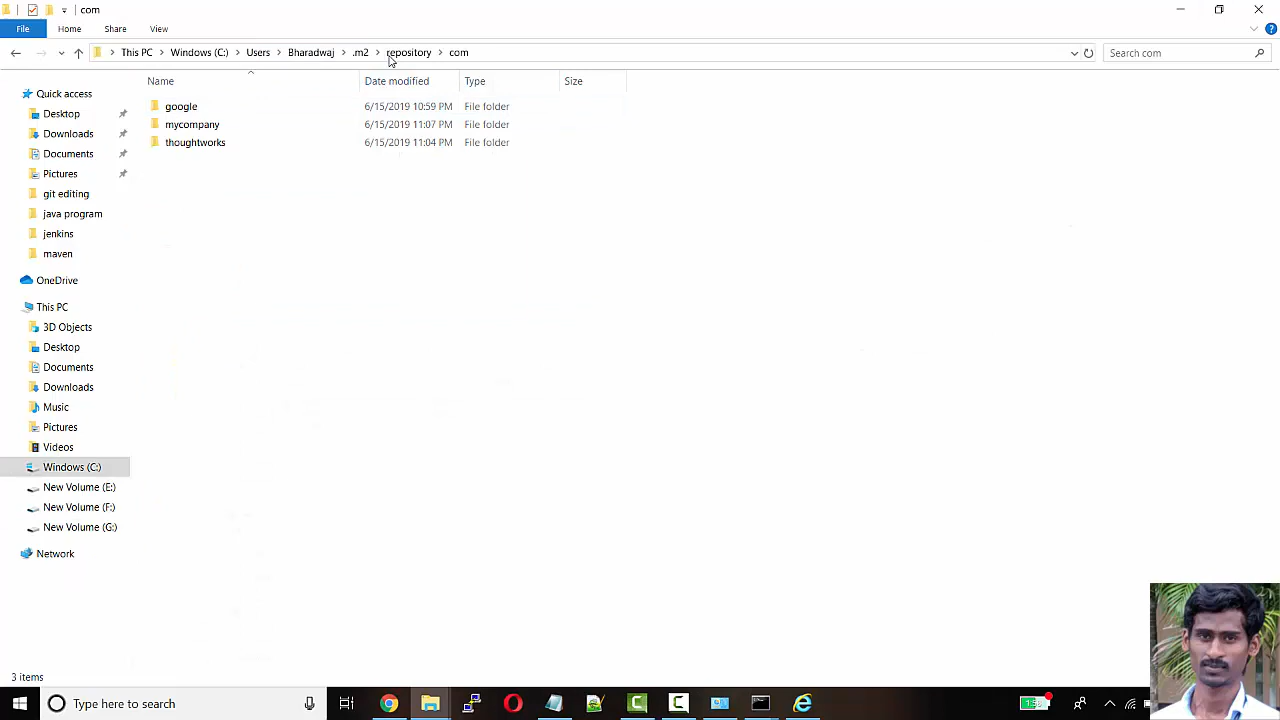 com
File Home Share View
This PC Windows (C:) Users Bharadwaj .m2 repository com
Search com
Name Date modified Type Size
google 6/15/2019 10:59 PM File folder
mycompany 6/15/2019 11:07 PM File folder
thoughtworks 6/15/2019 11:04 PM File folder
Quick access
Desktop
Downloads
Documents
Pictures
git editing
java program
jenkins
maven
OneDrive
This PC
3D Objects
Desktop
Documents
Downloads
Music
Pictures
Videos
Windows (C:)
New Volume (E:)
New Volume (F:)
New Volume (G:)
Network
3 items
Type here to search